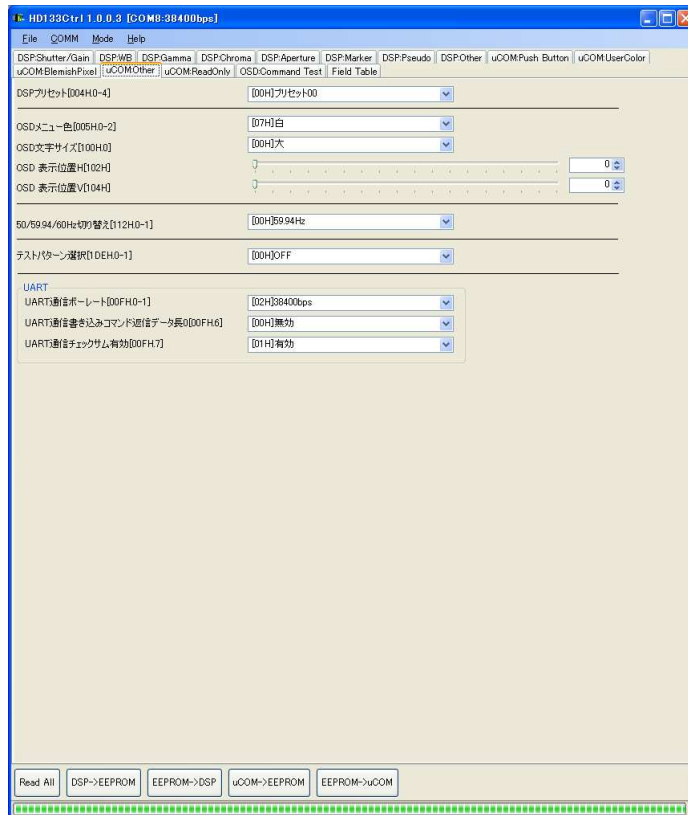 HD133Ctrl 1.0.0.3 [COM8:38400bps]
File COMM Mode Help
DSP:Shutter/Gain DSP:WB DSP:Gamma DSP:Chroma DSP:Aperture DSP:Marker DSP:Pseudo DSP:Other uCOM:Push Button uCOM:UserColor
uCOM:BlemishPixel uCOM:Other uCOM:ReadOnly OSD:Command Test Field Table
DSPプリセット[004H.0-4] [00H]プリセット00
OSDメニュー色[005H.0-2] [07H]白
OSD文字サイズ[100H.0] [00H]大
OSD 表示位置H[102H] 0
OSD 表示位置V[104H] 0
50/59.94/60Hz切り替え[112H.0-1] [00H]59.94Hz
テストパターン選択[1DEH.0-1] [00H]OFF
UART
UART通信ボーレート[00FH.0-1] [02H]38400bps
UART通信書き込みコマンド返信データ長0[00FH.6] [00H]無効
UART通信チェックサム有効[00FH.7] [01H]有効
Read All DSP->EEPROM EEPROM->DSP uCOM->EEPROM EEPROM->uCOM